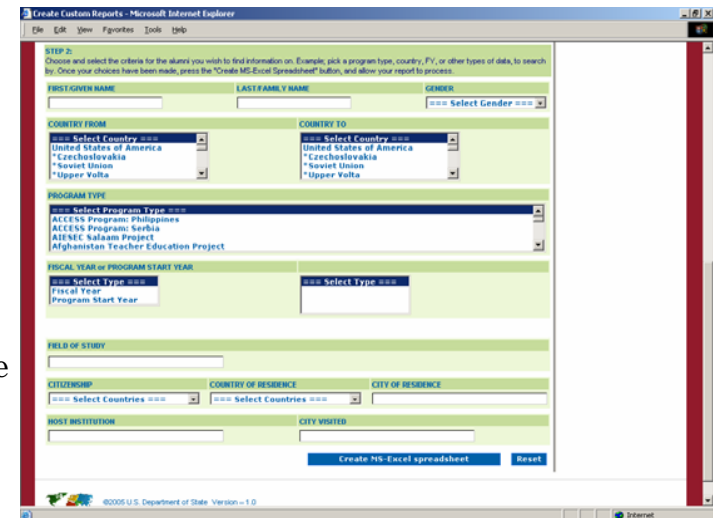 Create Custom Reports - Microsoft Internet Explorer
File Edit View Favorites Tools Help
STEP 2:
Choose and select the criteria for the alumni you wish to find information on. Example; pick a program type, country, FY, or other types of data, to search
by. Once your choices have been made, press the "Create MS-Excel Spreadsheet" button, and allow your report to process.
FIRST/GIVEN NAME LAST/FAMILY NAME GENDER
=== Select Gender ===
COUNTRY FROM COUNTRY TO
=== Select Country === === Select Country ===
United States of America United States of America
*Czechoslovakia *Czechoslovakia
*Soviet Union *Soviet Union
*Upper Volta *Upper Volta
PROGRAM TYPE
=== Select Program Type ===
ACCESS Program: Philippines
ACCESS Program: Serbia
AIESEC Salaam Project
Afghanistan Teacher Education Project
FISCAL YEAR or PROGRAM START YEAR
=== Select Type === === Select Type ===
Fiscal Year
Program Start Year
FIELD OF STUDY
e
CITIZENSHIP COUNTRY OF RESIDENCE CITY OF RESIDENCE
=== Select Countries === === Select Countries ===
HOST INSTITUTION CITY VISITED
Create MS-Excel spreadsheet Reset
©2005 U.S. Department of State Version – 1.0
Internet